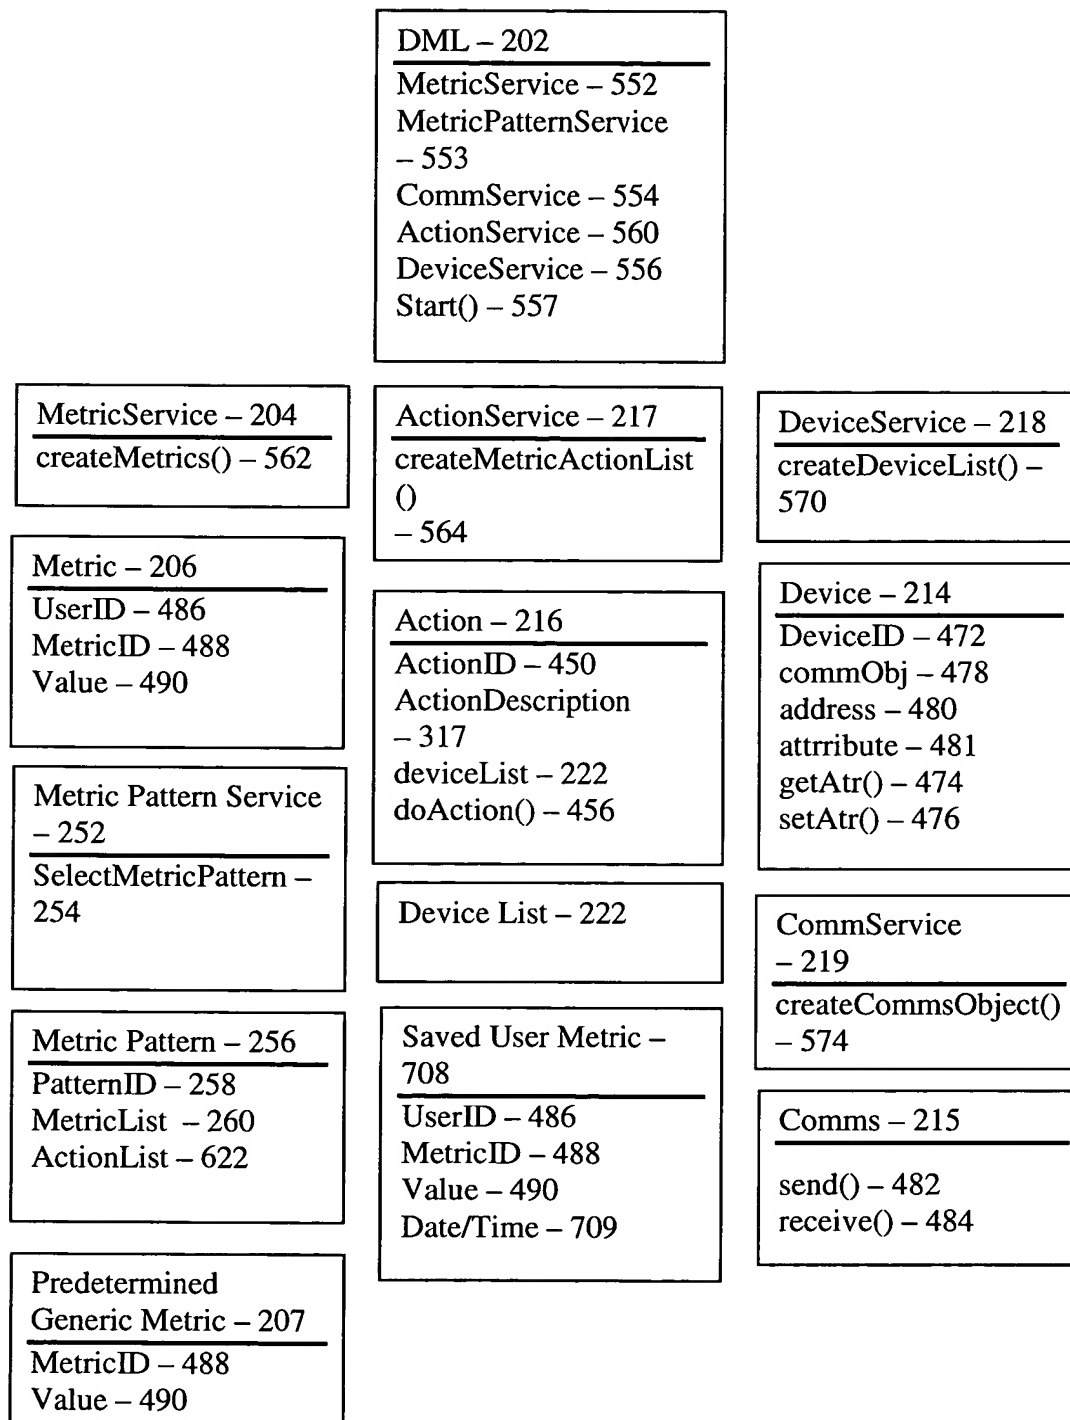 DML – 202
MetricService – 552
MetricPatternService
– 553
CommService – 554
ActionService – 560
DeviceService – 556
Start() – 557
MetricService – 204
createMetrics() – 562
Metric – 206
UserID – 486
MetricID – 488
Value – 490
Metric Pattern Service
– 252
SelectMetricPattern –
254
Metric Pattern – 256
PatternID – 258
MetricList – 260
ActionList – 622
Predetermined
Generic Metric – 207
MetricID – 488
Value – 490
ActionService – 217
createMetricActionList
()
– 564
Action – 216
ActionID – 450
ActionDescription
– 317
deviceList – 222
doAction() – 456
Device List – 222
Saved User Metric –
708
UserID – 486
MetricID – 488
Value – 490
Date/Time – 709
DeviceService – 218
createDeviceList() –
570
Device – 214
DeviceID – 472
commObj – 478
address – 480
attrribute – 481
getAtr() – 474
setAtr() – 476
CommService
– 219
createCommsObject()
– 574
Comms – 215
send() – 482
receive() – 484